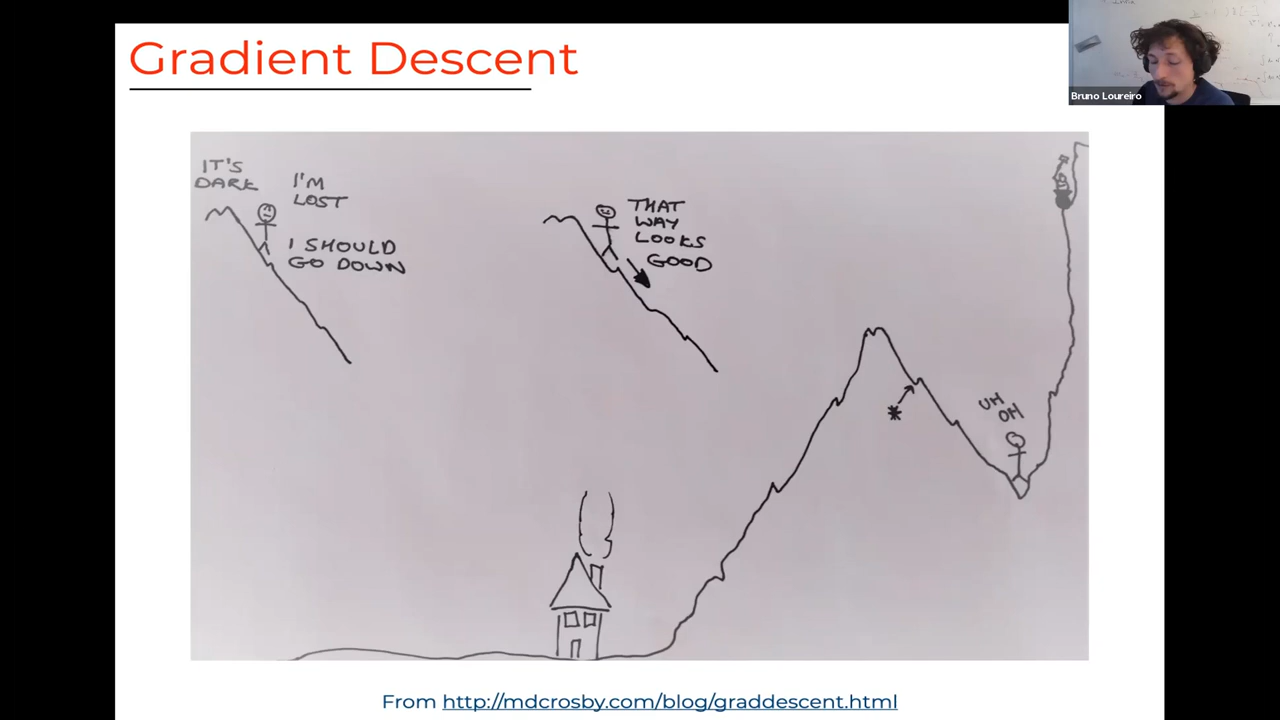 Gradient Descent
Bruno Loureiro
IT'S
DARK
I'M
LOST
I SHOULD
GO DOWN
THAT
WAY
LOOKS
GOOD
*
UH
OH
From http://mdcrosby.com/blog/graddescent.html